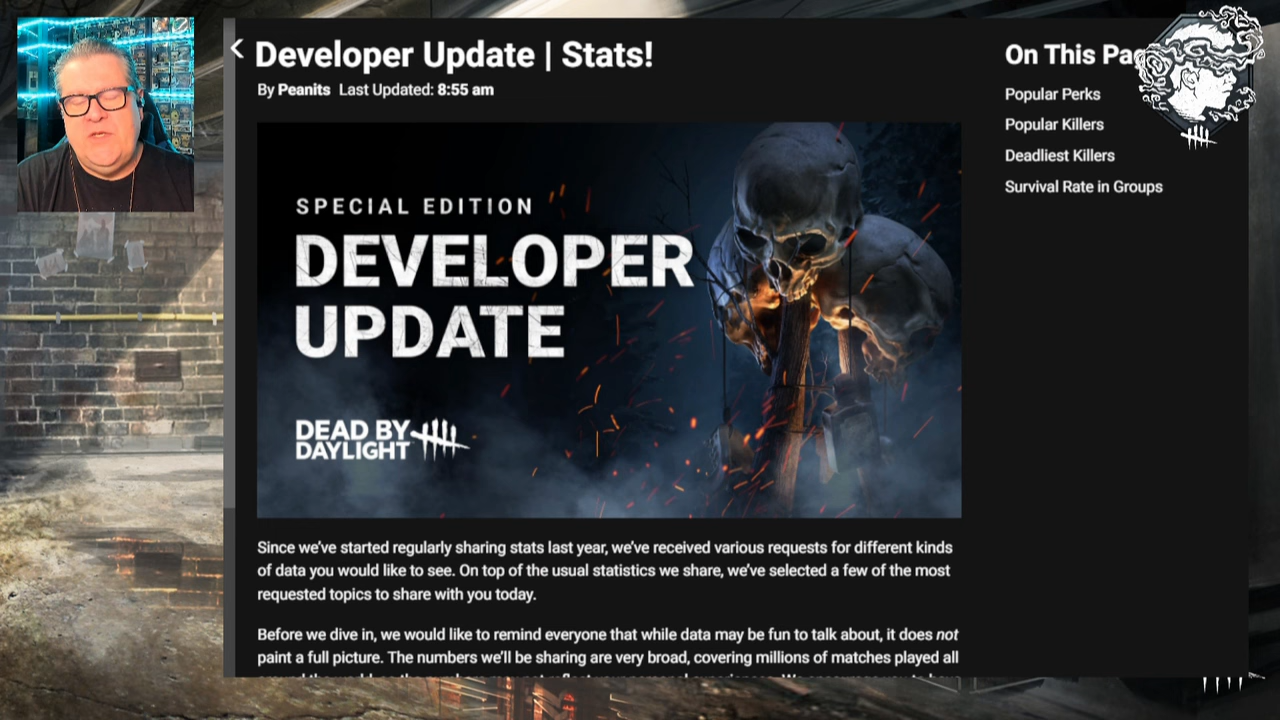 Developer Update | Stats!
By Peanits Last Updated: 8:55 am
SPECIAL EDITION
DEVELOPER
UPDATE
DEAD BY
DAYLIGHT
Since we've started regularly sharing stats last year, we've received various requests for different kinds
of data you would like to see. On top of the usual statistics we share, we've selected a few of the most
requested topics to share with you today.
Before we dive in, we would like to remind everyone that while data may be fun to talk about, it does not
paint a full picture. The numbers we'll be sharing are very broad, covering millions of matches played all
On This Pa
Popular Perks
Popular Killers
Deadliest Killers
Survival Rate in Groups